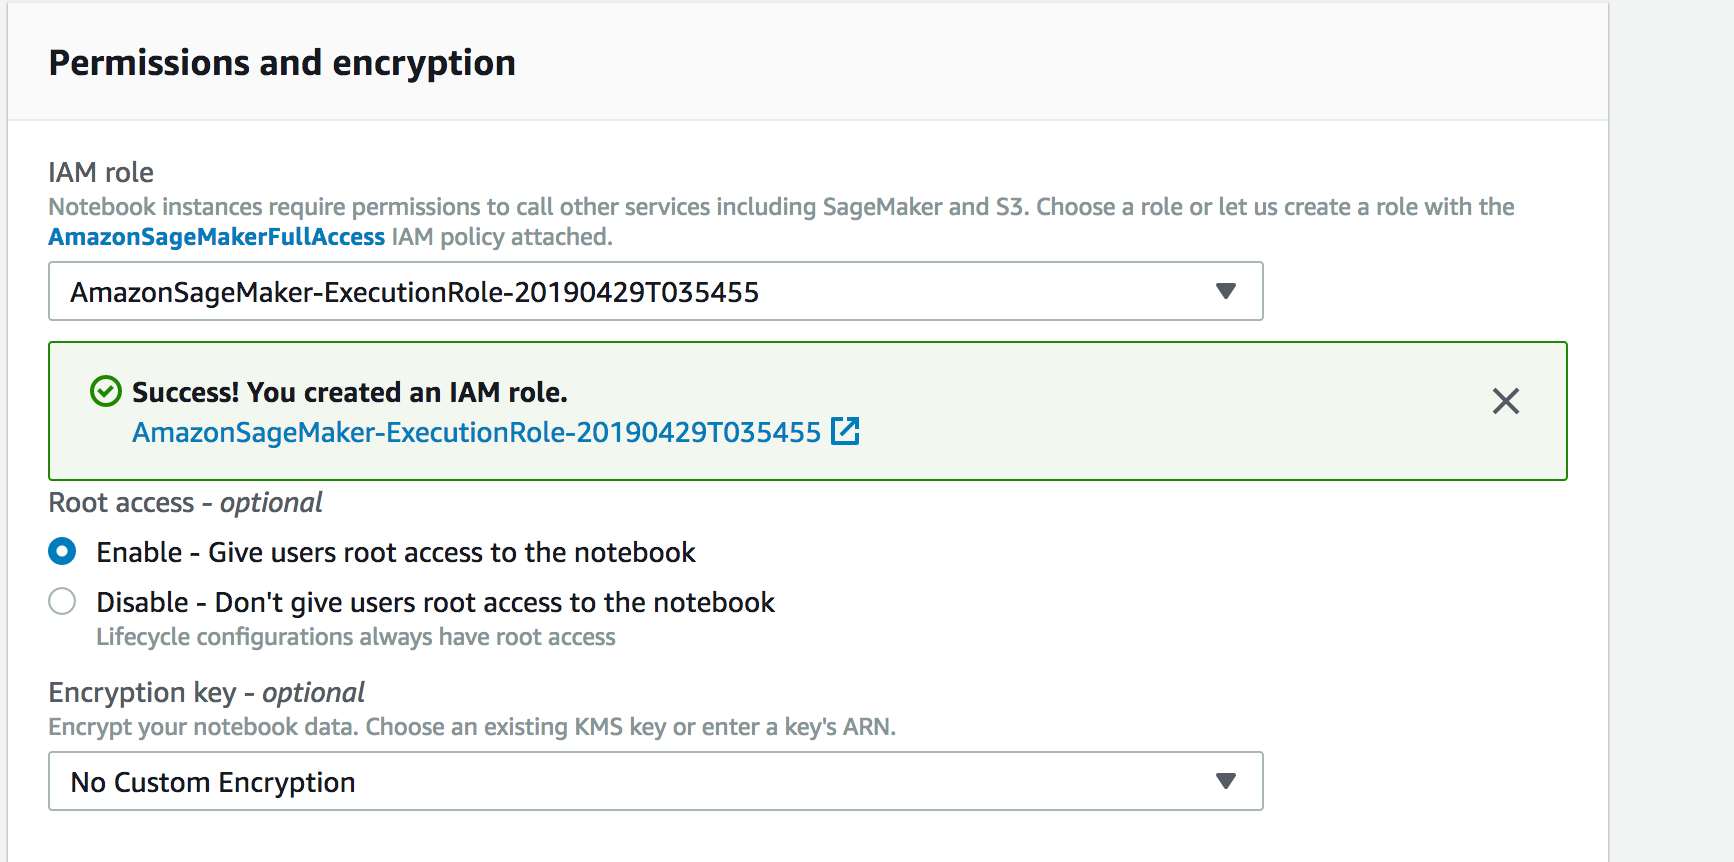 Permissions and encryption
IAM role
Notebook instances require permissions to call other services including SageMaker and S3. Choose a role or let us create a role with the
AmazonSageMakerFullAccess IAM policy attached.
AmazonSageMaker-ExecutionRole-20190429T035455
Success! You created an IAM role.
AmazonSageMaker-ExecutionRole-20190429T035455
Root access - optional
Enable - Give users root access to the notebook
Disable - Don't give users root access to the notebook
Lifecycle configurations always have root access
Encryption key - optional
Encrypt your notebook data. Choose an existing KMS key or enter a key's ARN.
No Custom Encryption